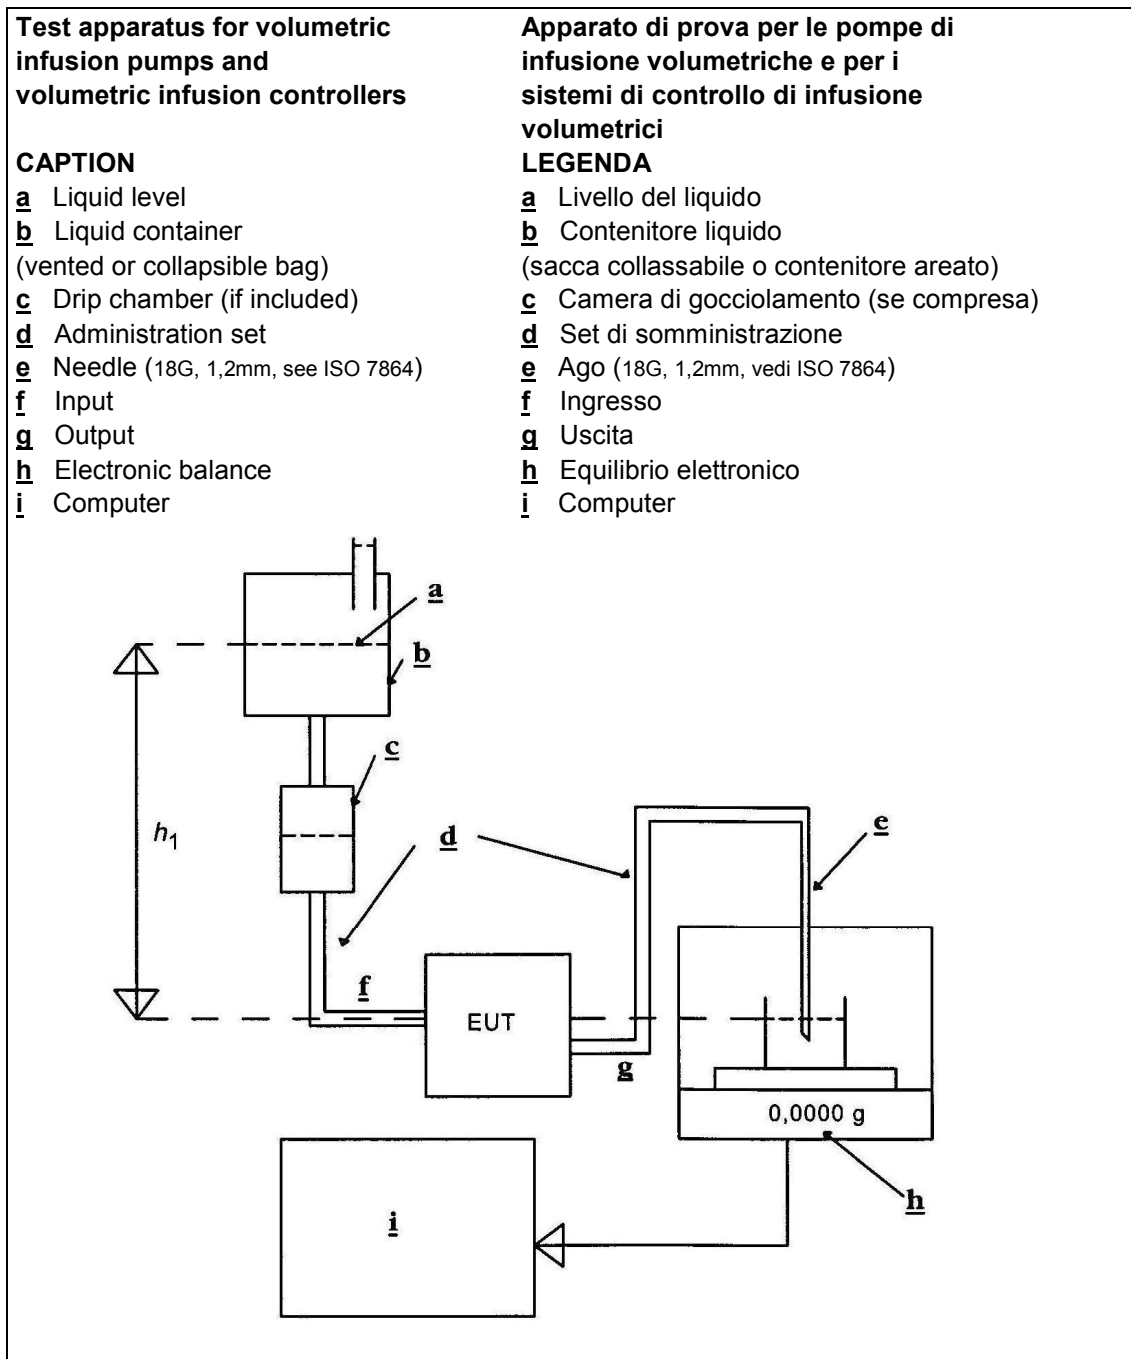 Test apparatus for volumetric
infusion pumps and
volumetric infusion controllers
CAPTION
a Liquid level
b Liquid container
(vented or collapsible bag)
c Drip chamber (if included)
d Administration set
e Needle (18G, 1,2mm, see ISO 7864)
f Input
g Output
h Electronic balance
i Computer
Apparato di prova per le pompe di
infusione volumetriche e per i
sistemi di controllo di infusione
volumetrici
LEGENDA
a Livello del liquido
b Contenitore liquido
(sacca collassabile o contenitore areato)
c Camera di gocciolamento (se compresa)
d Set di somministrazione
e Ago (18G, 1,2mm, vedi ISO 7864)
f Ingresso
g Uscita
h Equilibrio elettronico
i Computer
a
b
c
h1
d
e
f
EUT
g
0,0000 g
h
i